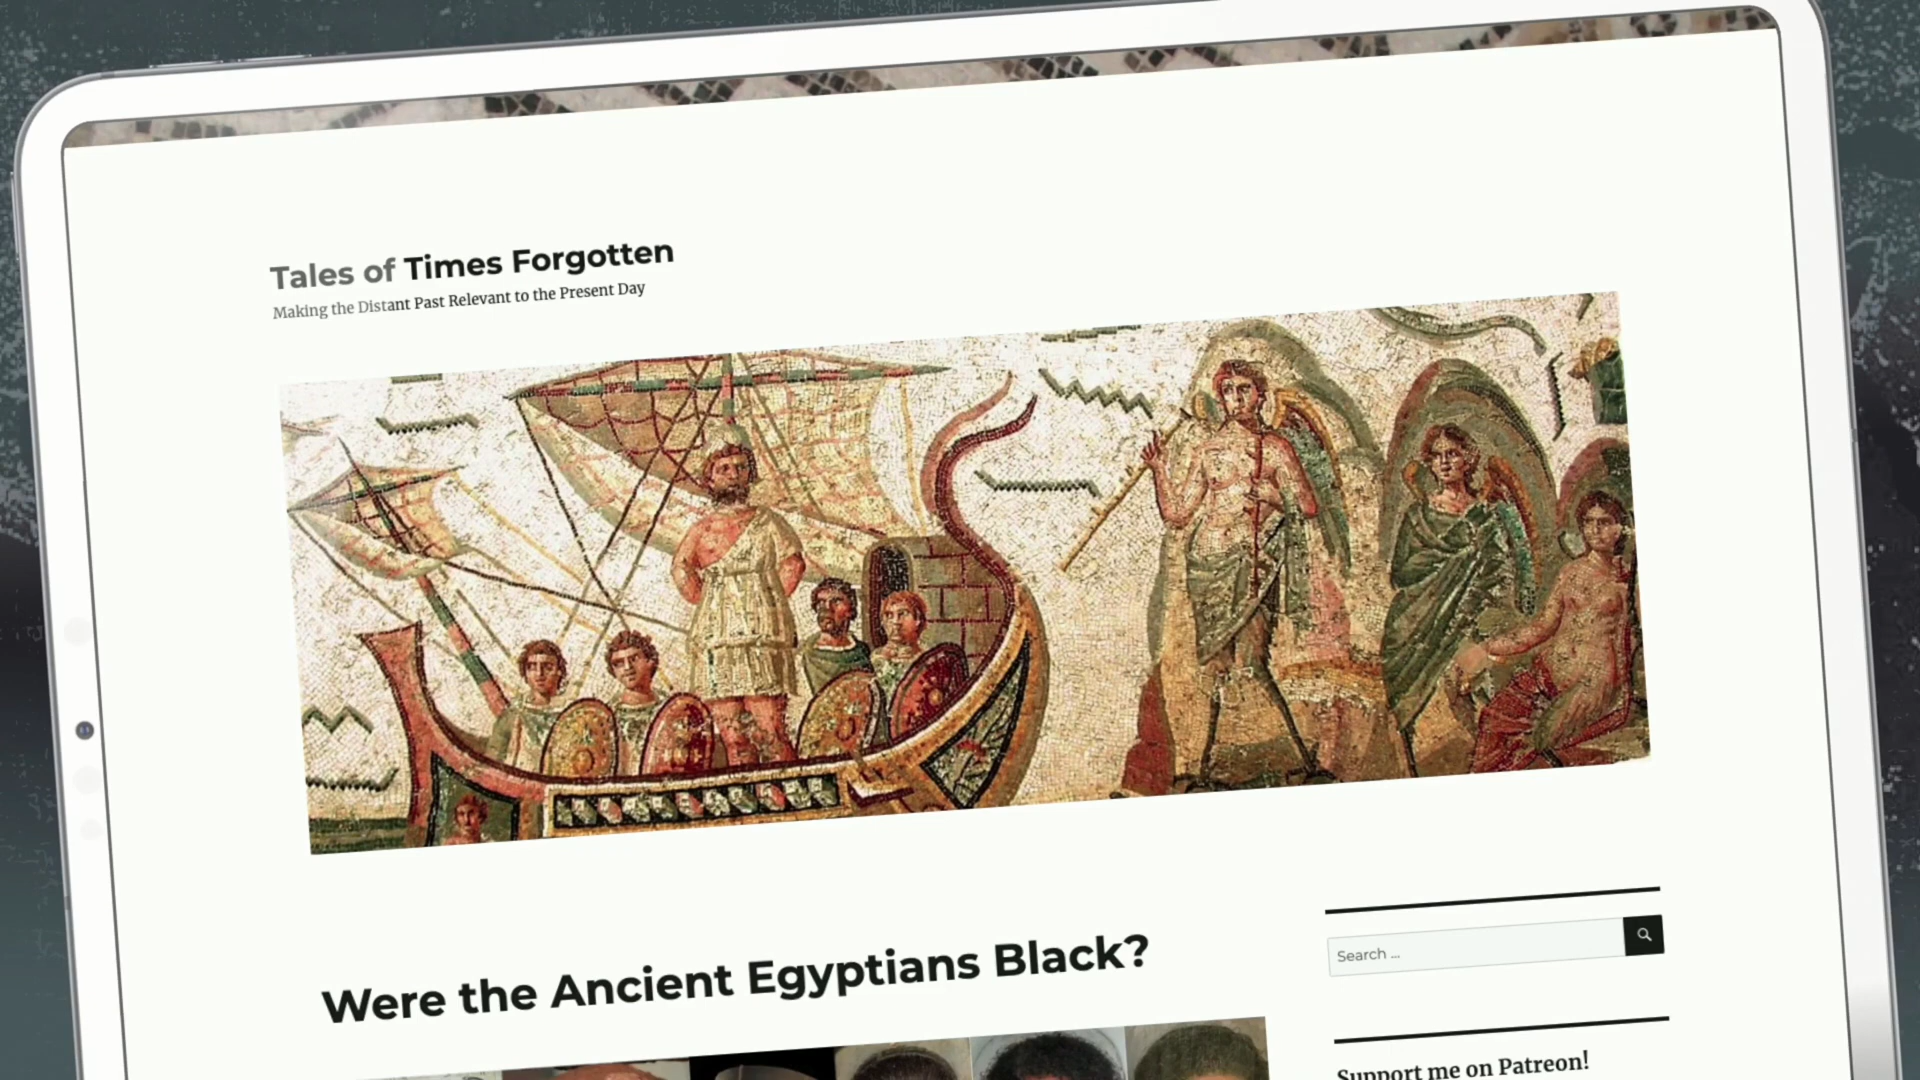 Tales of Times Forgotten
Making the Distant Past Relevant to the Present Day
Were the Ancient Egyptians Black?
Search ...
Support me on Patreon!